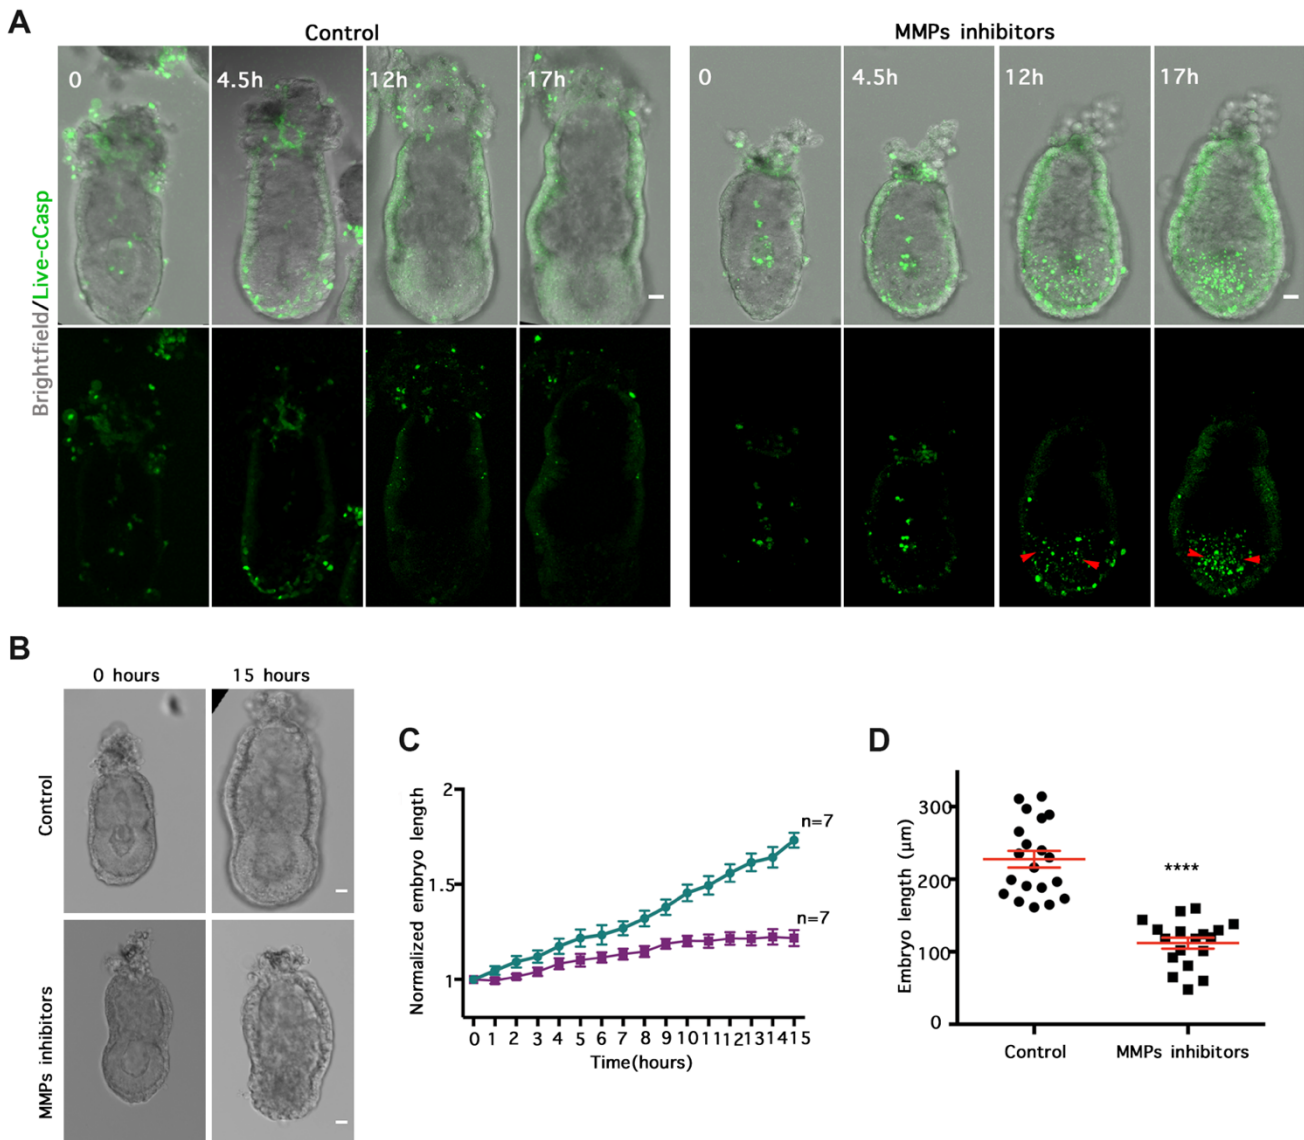 A
Control
MMPs inhibitors
Brightfield/Live-cCasp
0
4.5h
12h
17h
0
4.5h
12h
17h
B
0 hours
15 hours
Control
MMPs inhibitors
C
Normalized embryo length
2
1.5
1
n=7
n=7
0 1 2 3 4 5 6 7 8 9 10 11 12 13 14 15
Time(hours)
D
Embryo length (μm)
300
200
100
0
****
Control
MMPs inhibitors